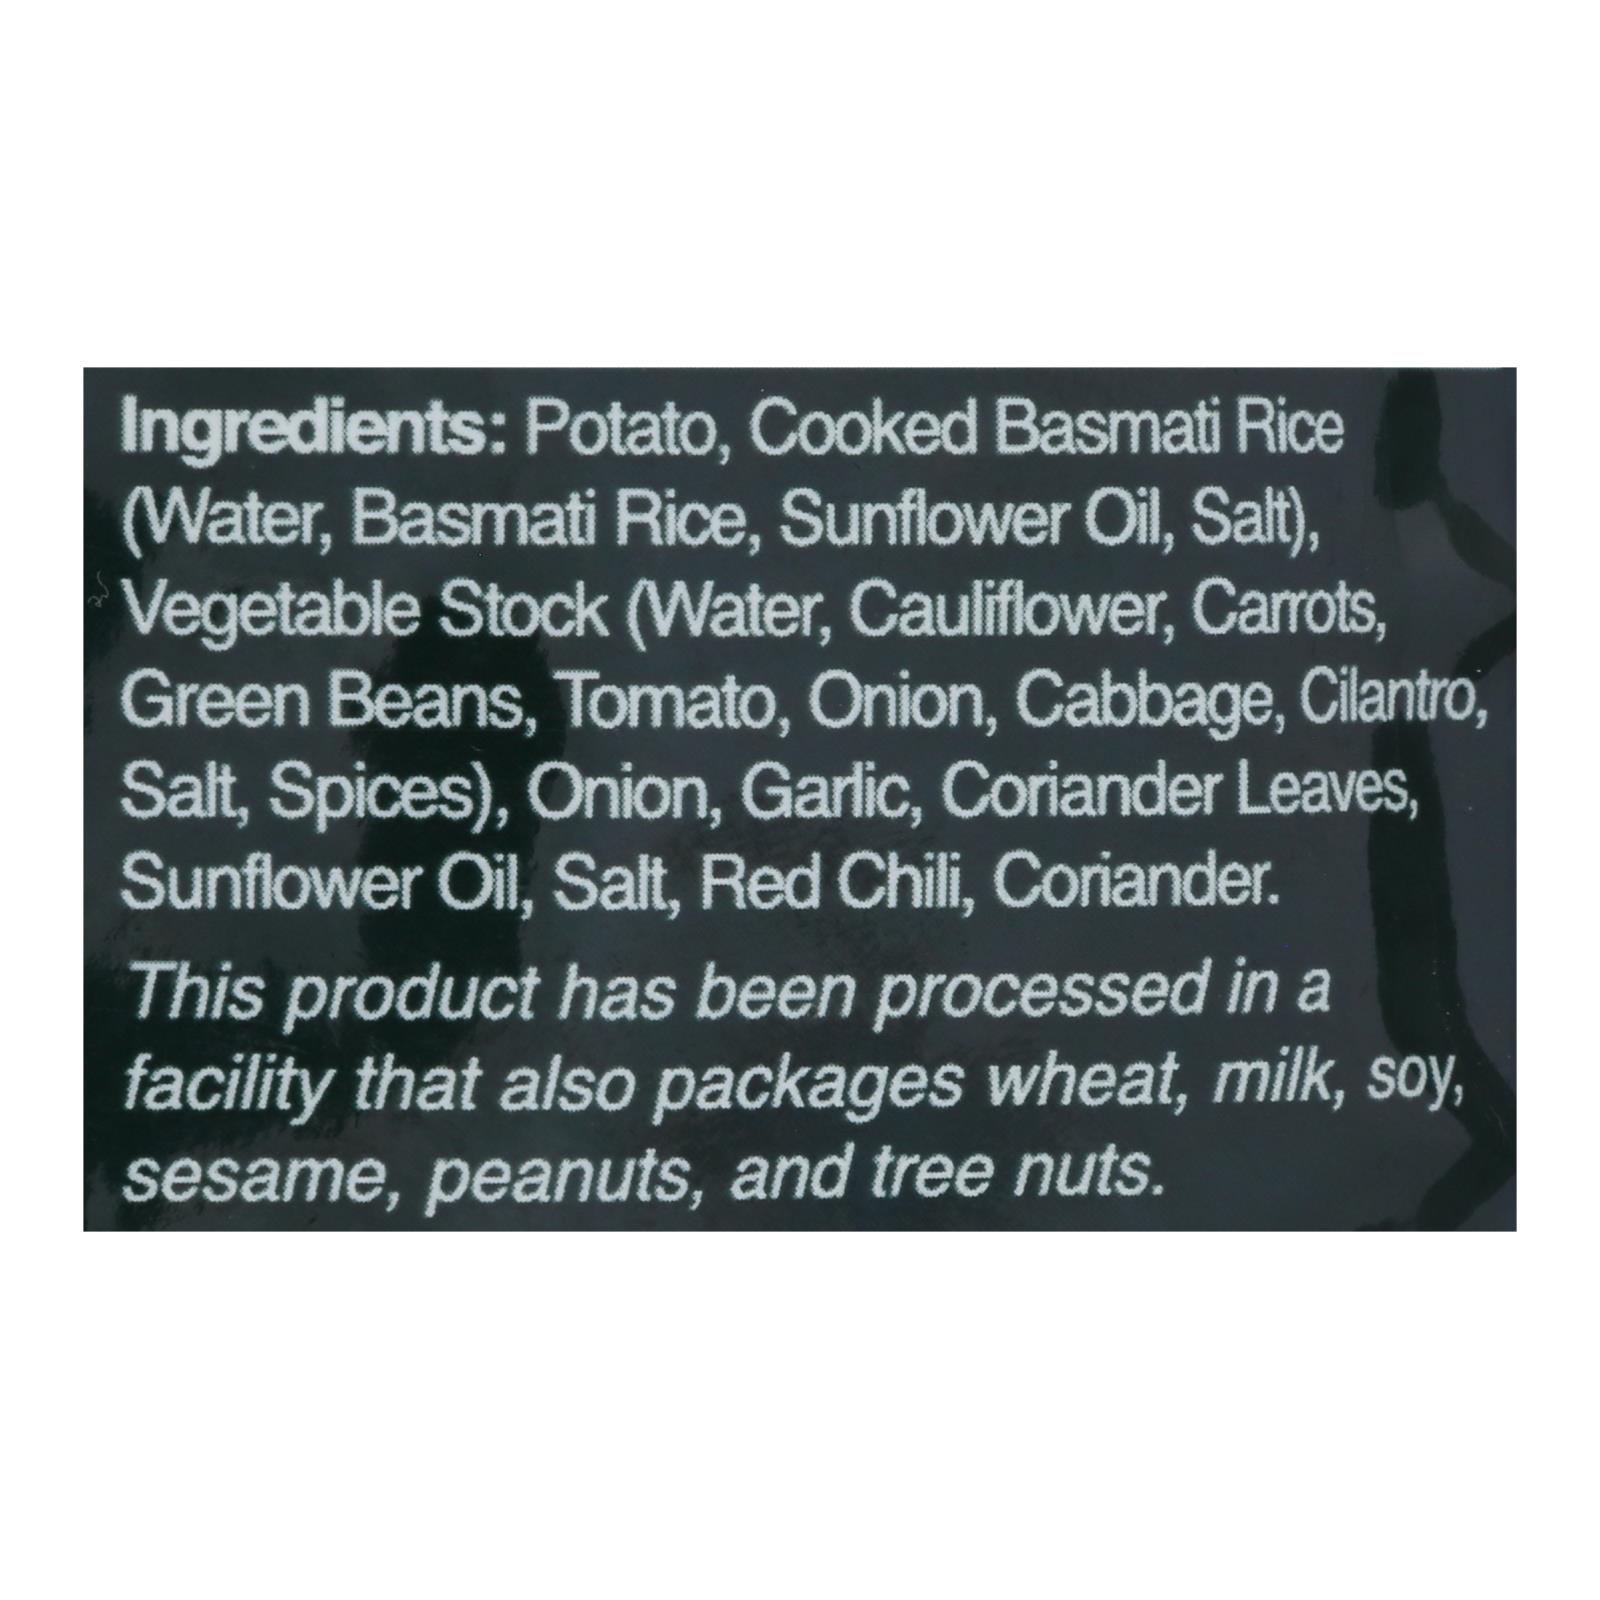 Ingredients: Potato, Cooked Basmati Rice
(Water, Basmati Rice, Sunflower Oil, Salt),
Vegetable Stock (Water, Cauliflower, Carrots,
Green Beans, Tomato, Onion, Cabbage, Cilantro,
Salt, Spices), Onion, Garlic, Coriander Leaves,
Sunflower Oil, Salt, Red Chili, Coriander.
This product has been processed in a
facility that also packages wheat, milk, soy,
sesame, peanuts, and tree nuts.